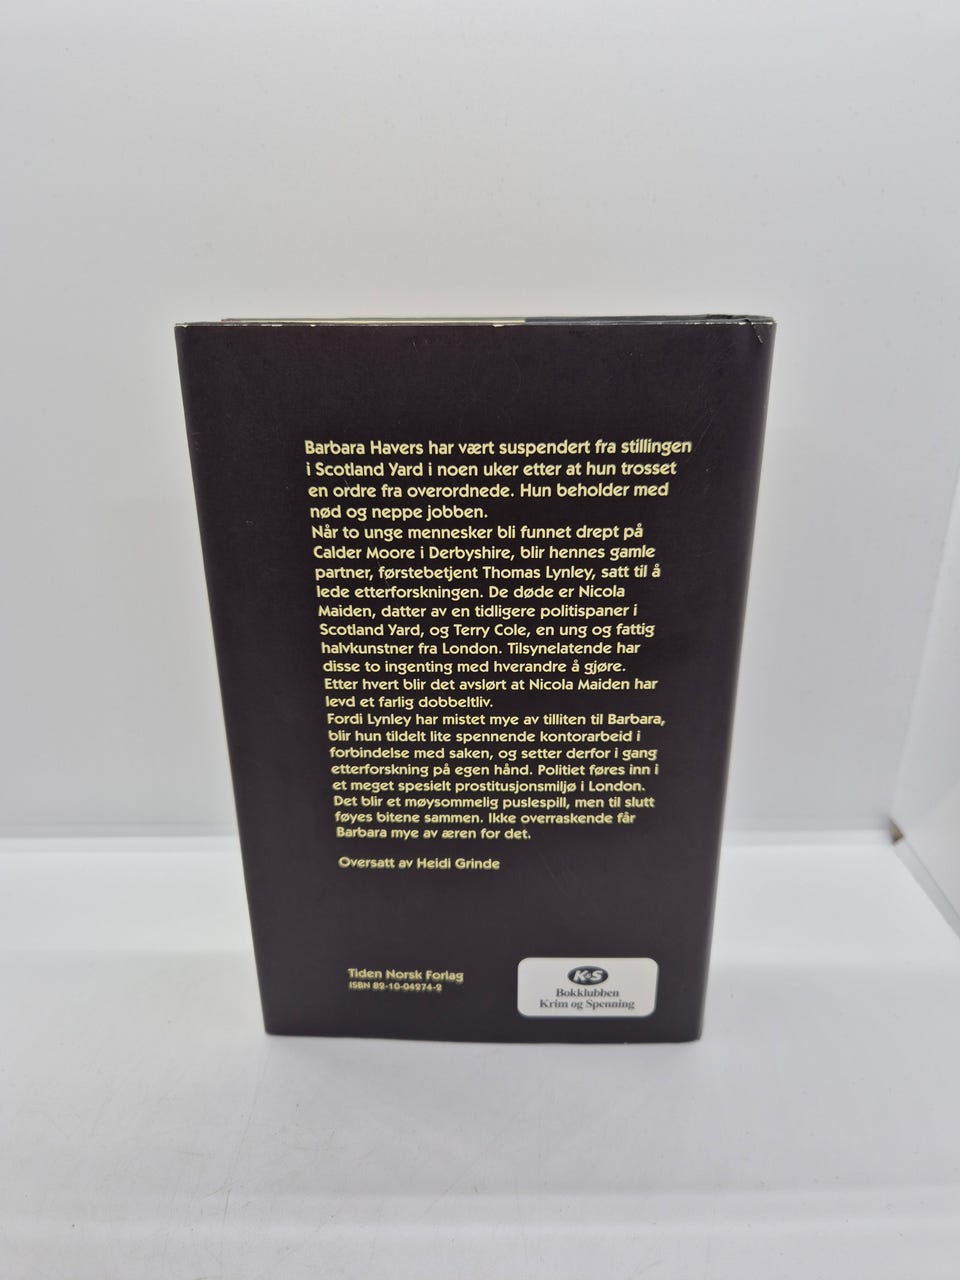 Barbara Havers har vært suspendert fra stillingen
i Scotland Yard i noen uker etter at hun trosset
en ordre fra overordnede. Hun beholder med
nød og neppe jobben.
Når to unge mennesker bli funnet drept på
Calder Moore i Derbyshire, blir hennes gamle
partner, førstebetjent Thomas Lynley, satt til å
lede etterforskningen. De døde er Nicola
Maiden, datter av en tidligere politispaner i
Scotland Yard, og Terry Cole, en ung og fattig
halvkunstner fra London. Tilsynelatende har
disse to ingenting med hverandre å gjøre.
Etter hvert blir det avslørt at Nicola Maiden har
levd et farlig dobbeltliv.
Fordi Lynley har mistet mye av tilliten til Barbara,
blir hun tildelt lite spennende kontorarbeid i
forbindelse med saken, og setter derfor i gang
etterforskning på egen hånd. Politiet føres inn i
et meget spesielt prostitusjonsmiljø i London.
Det blir et møysommelig puslespill, men til slutt
føyes bitene sammen. Ikke overraskende får
Barbara mye av æren for det.
Oversatt av Heidi Grinde
Tiden Norsk Forlag
ISBN 82-10-04274-2
K&S
Bokklubben
Krim og Spenning